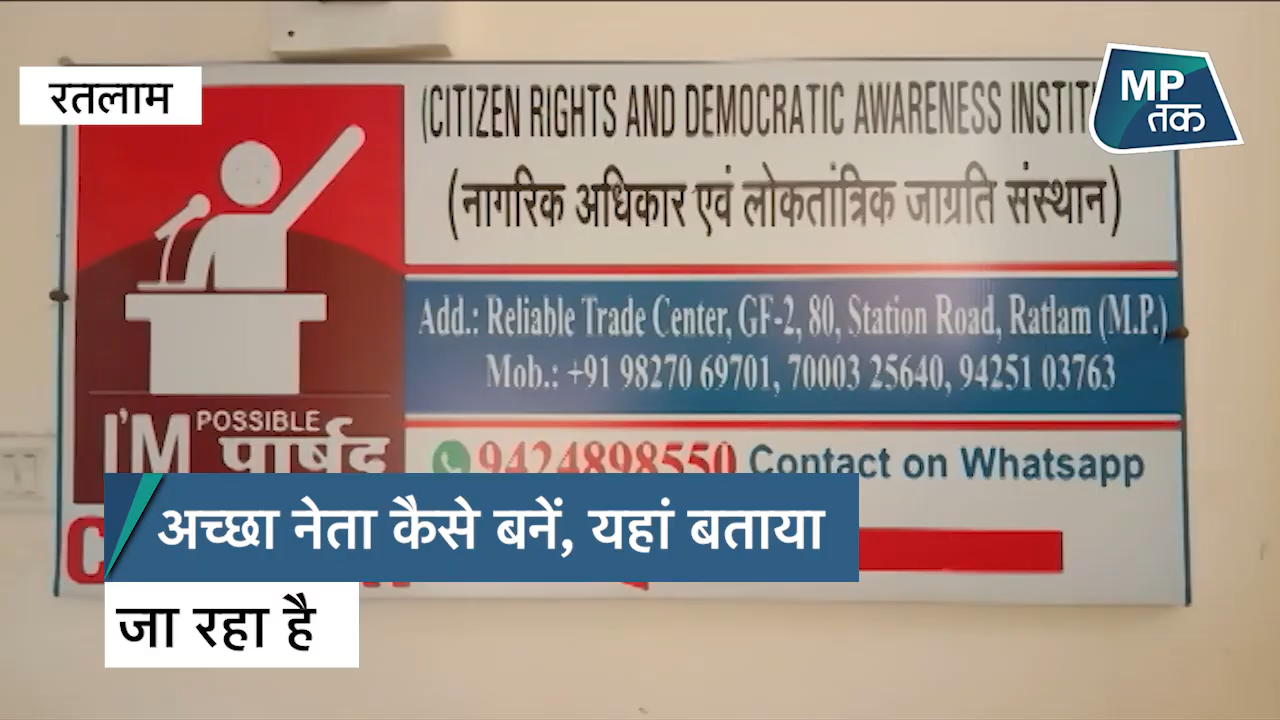 रतलाम
MP
तक
(CITIZEN RIGHTS AND DEMOCRATIC AWARENESS
(नागरिक अधिकार एवं लोकतांत्रिक जाग्रति संस्थान)
Add.: Reliable Trade Center, GF-2, 80, Station Road, Ratlam (M.P.)
Mob.: +91 98270 69701, 70003 25640, 94251 03763
I'M POSSIBLE
पार्षद
9424898550 Contact on Whatsapp
अच्छा नेता कैसे बनें, यहां बताया
जा रहा है